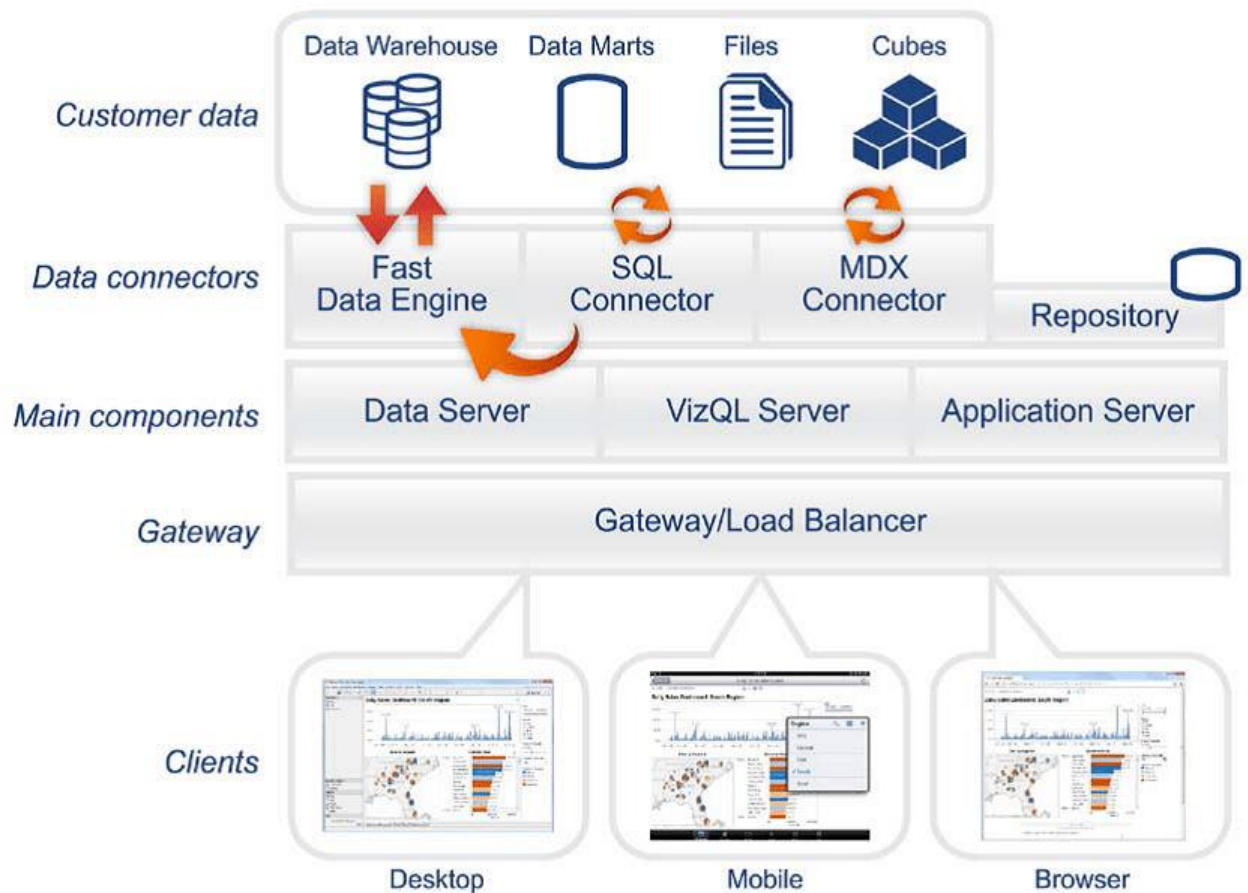 Data Warehouse
Data Marts
Files
Cubes
Customer data
Data connectors
Fast
Data Engine
SQL
Connector
MDX
Connector
Repository
Main components
Data Server
VizQL Server
Application Server
Gateway
Gateway/Load Balancer
Clients
Desktop
Mobile
Browser